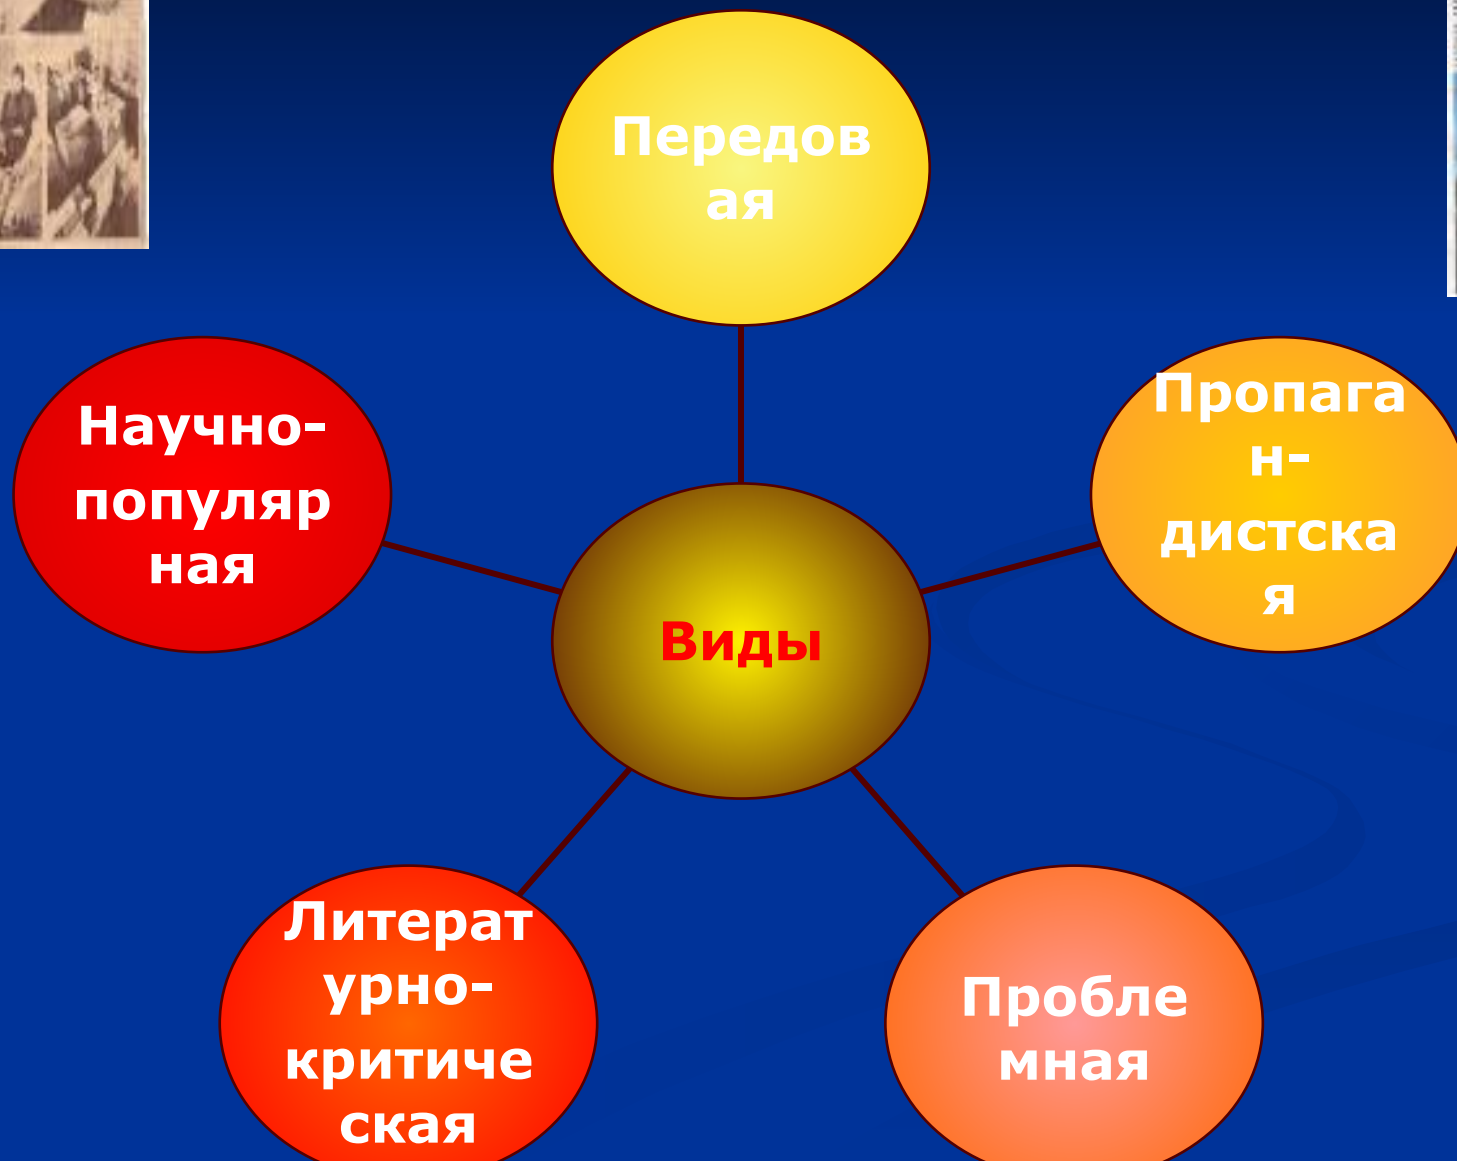 Передов
ая
Научно-
популяр
ная
Пропага
н-
дистска
я
Виды
Литерат
урно-
критиче
ская
Пробле
мная